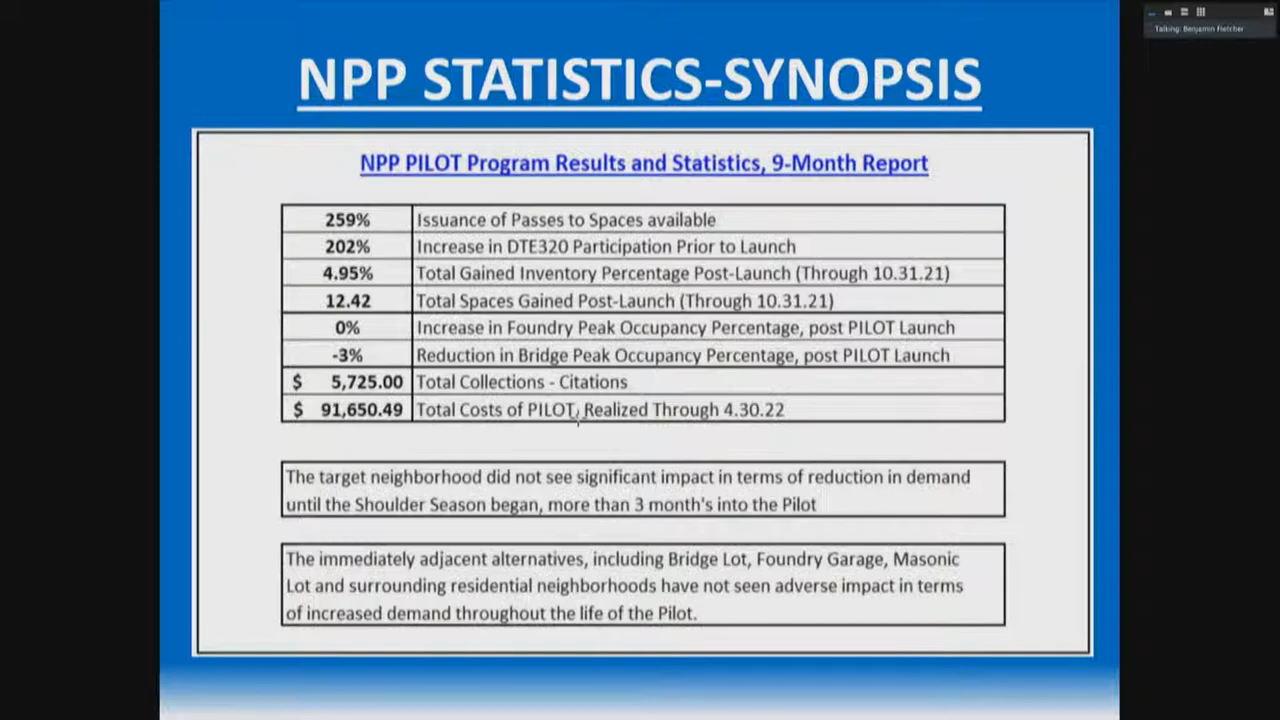 Talking: Benjamin Fletcher
NPP STATISTICS-SYNOPSIS
NPP PILOT Program Results and Statistics, 9-Month Report
259% Issuance of Passes to Spaces available
202% Increase in DTE320 Participation Prior to Launch
4.95% Total Gained Inventory Percentage Post-Launch (Through 10.31.21)
12.42 Total Spaces Gained Post-Launch (Through 10.31.21)
0% Increase in Foundry Peak Occupancy Percentage, post PILOT Launch
-3% Reduction in Bridge Peak Occupancy Percentage, post PILOT Launch
$ 5,725.00 Total Collections - Citations
$ 91,650.49 Total Costs of PILOT, Realized Through 4.30.22
The target neighborhood did not see significant impact in terms of reduction in demand
until the Shoulder Season began, more than 3 month's into the Pilot
The immediately adjacent alternatives, including Bridge Lot, Foundry Garage, Masonic
Lot and surrounding residential neighborhoods have not seen adverse impact in terms
of increased demand throughout the life of the Pilot.